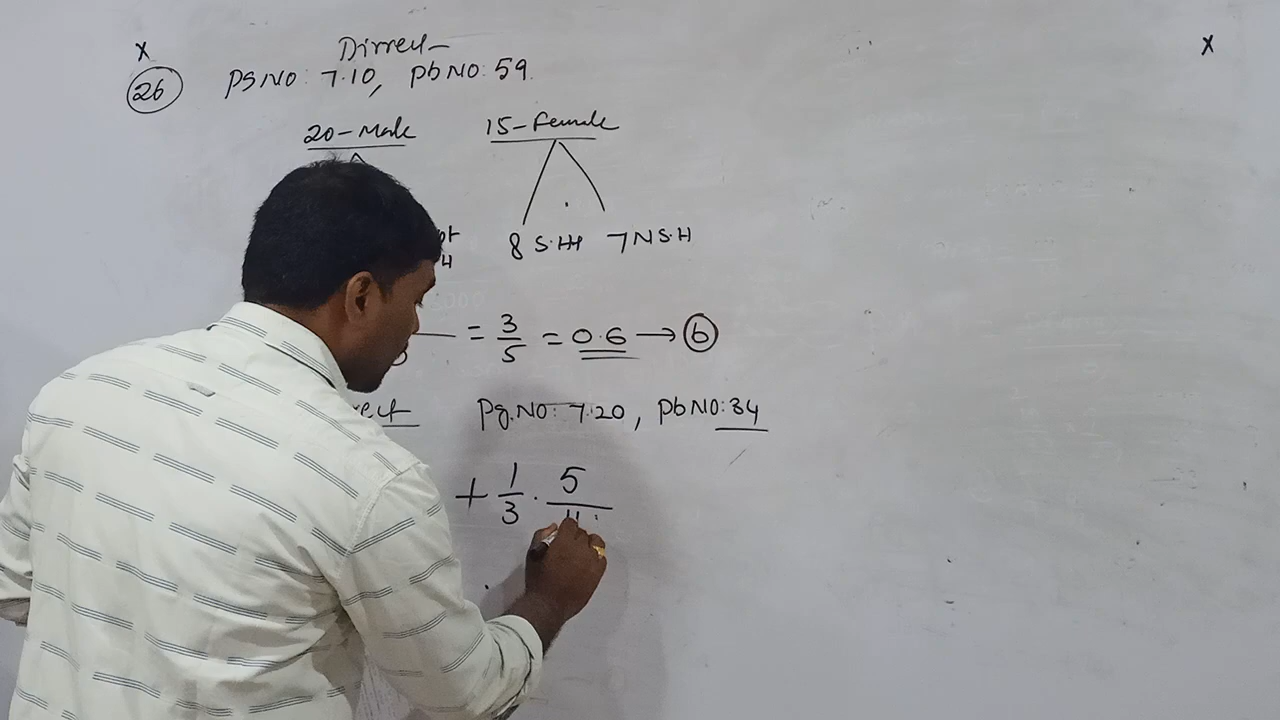 x x
Dirrect
26 PgNO: 7.10, PbNO: 59.
20-Male 15-Female
8 S.HH 7 N S.H
= 3/5 = 0.6 → b
Pg.NO: 7.20, PbNO: 34
+ 1/3 . 5